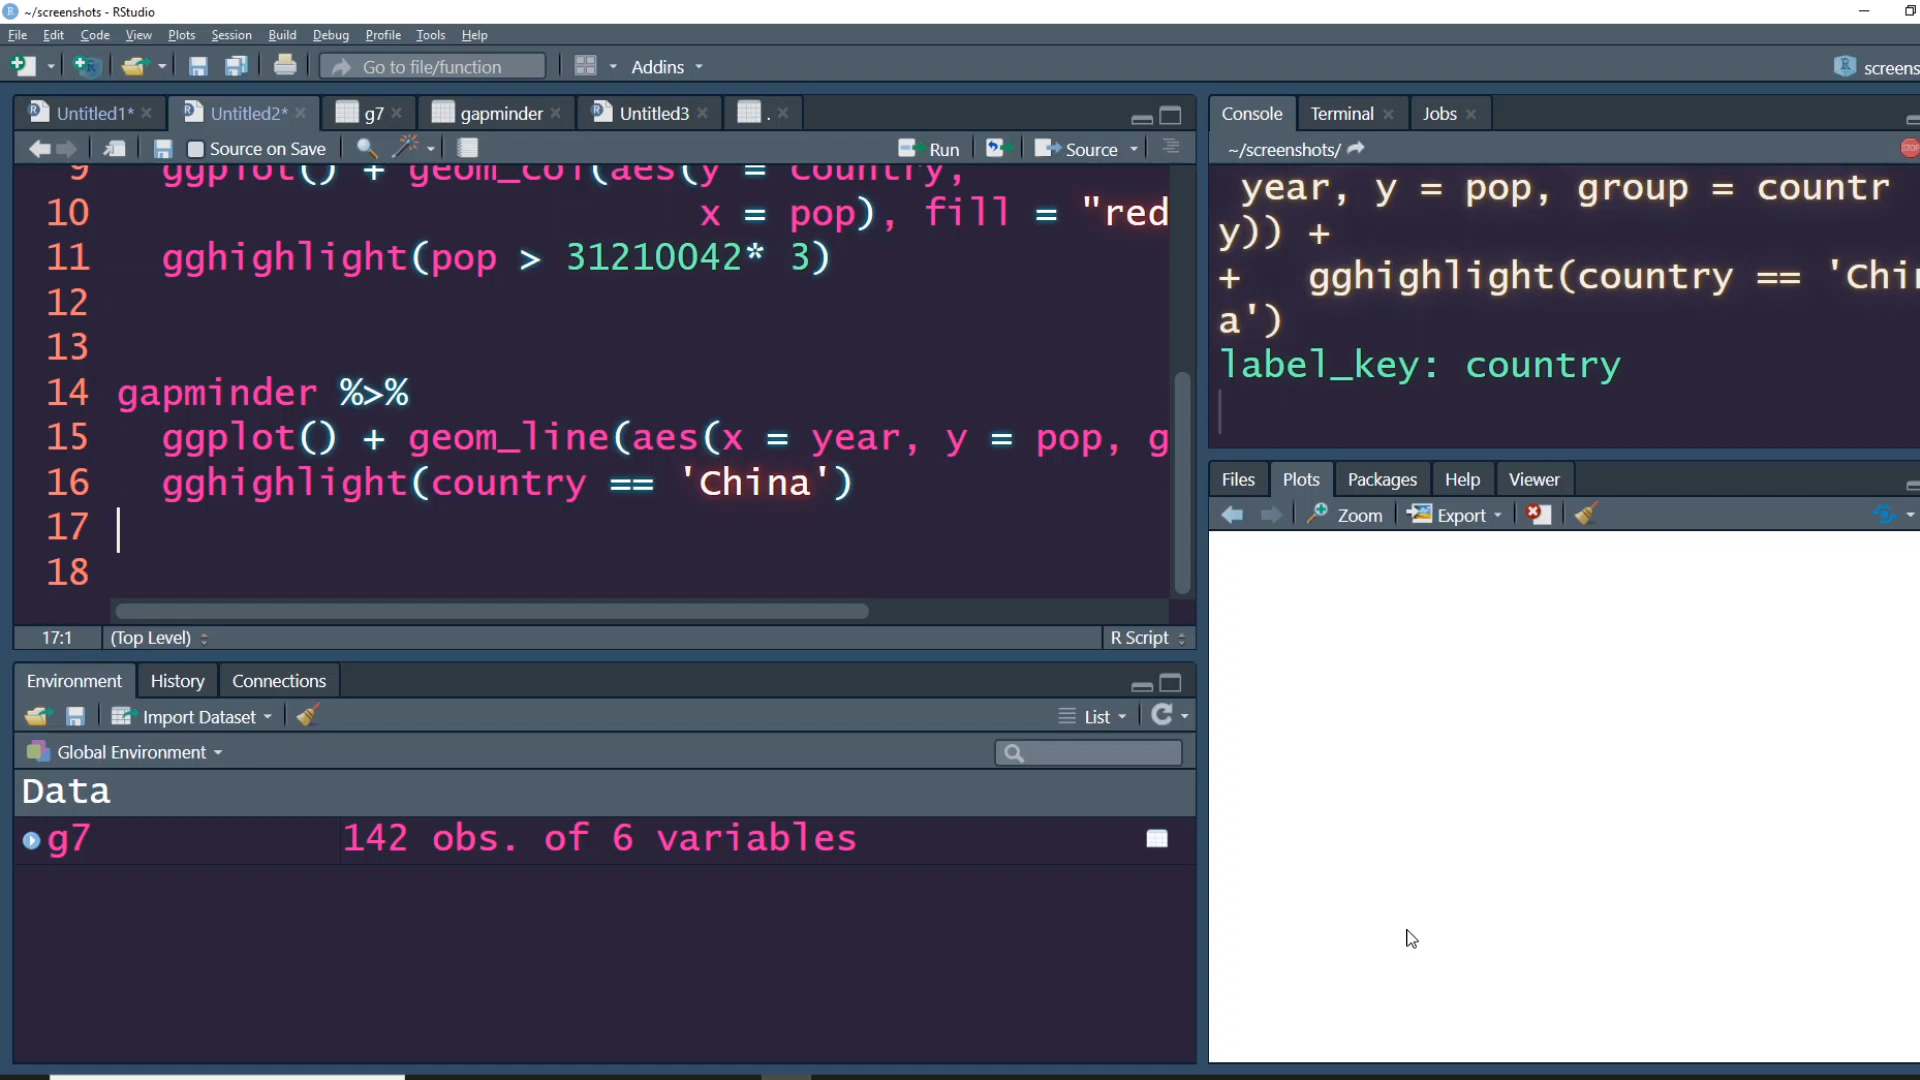 ~/screenshots - RStudio
File Edit Code View Plots Session Build Debug Profile Tools Help
Go to file/function Addins
Untitled1* Untitled2* g7 gapminder Untitled3 .
Source on Save Run Source
9 ggplot() + geom_col(aes(y = country,
10 x = pop), fill = "red
11 gghighlight(pop > 31210042* 3)
12
13
14 gapminder %>%
15 ggplot() + geom_line(aes(x = year, y = pop, g
16 gghighlight(country == 'China')
17
18
17:1 (Top Level) R Script
Environment History Connections
Import Dataset List
Global Environment
Data
g7 142 obs. of 6 variables
screens
Console Terminal Jobs
~/screenshots/
STOP
year, y = pop, group = countr
y)) +
+ gghighlight(country == 'Chin
a')
label_key: country
Files Plots Packages Help Viewer
Zoom Export